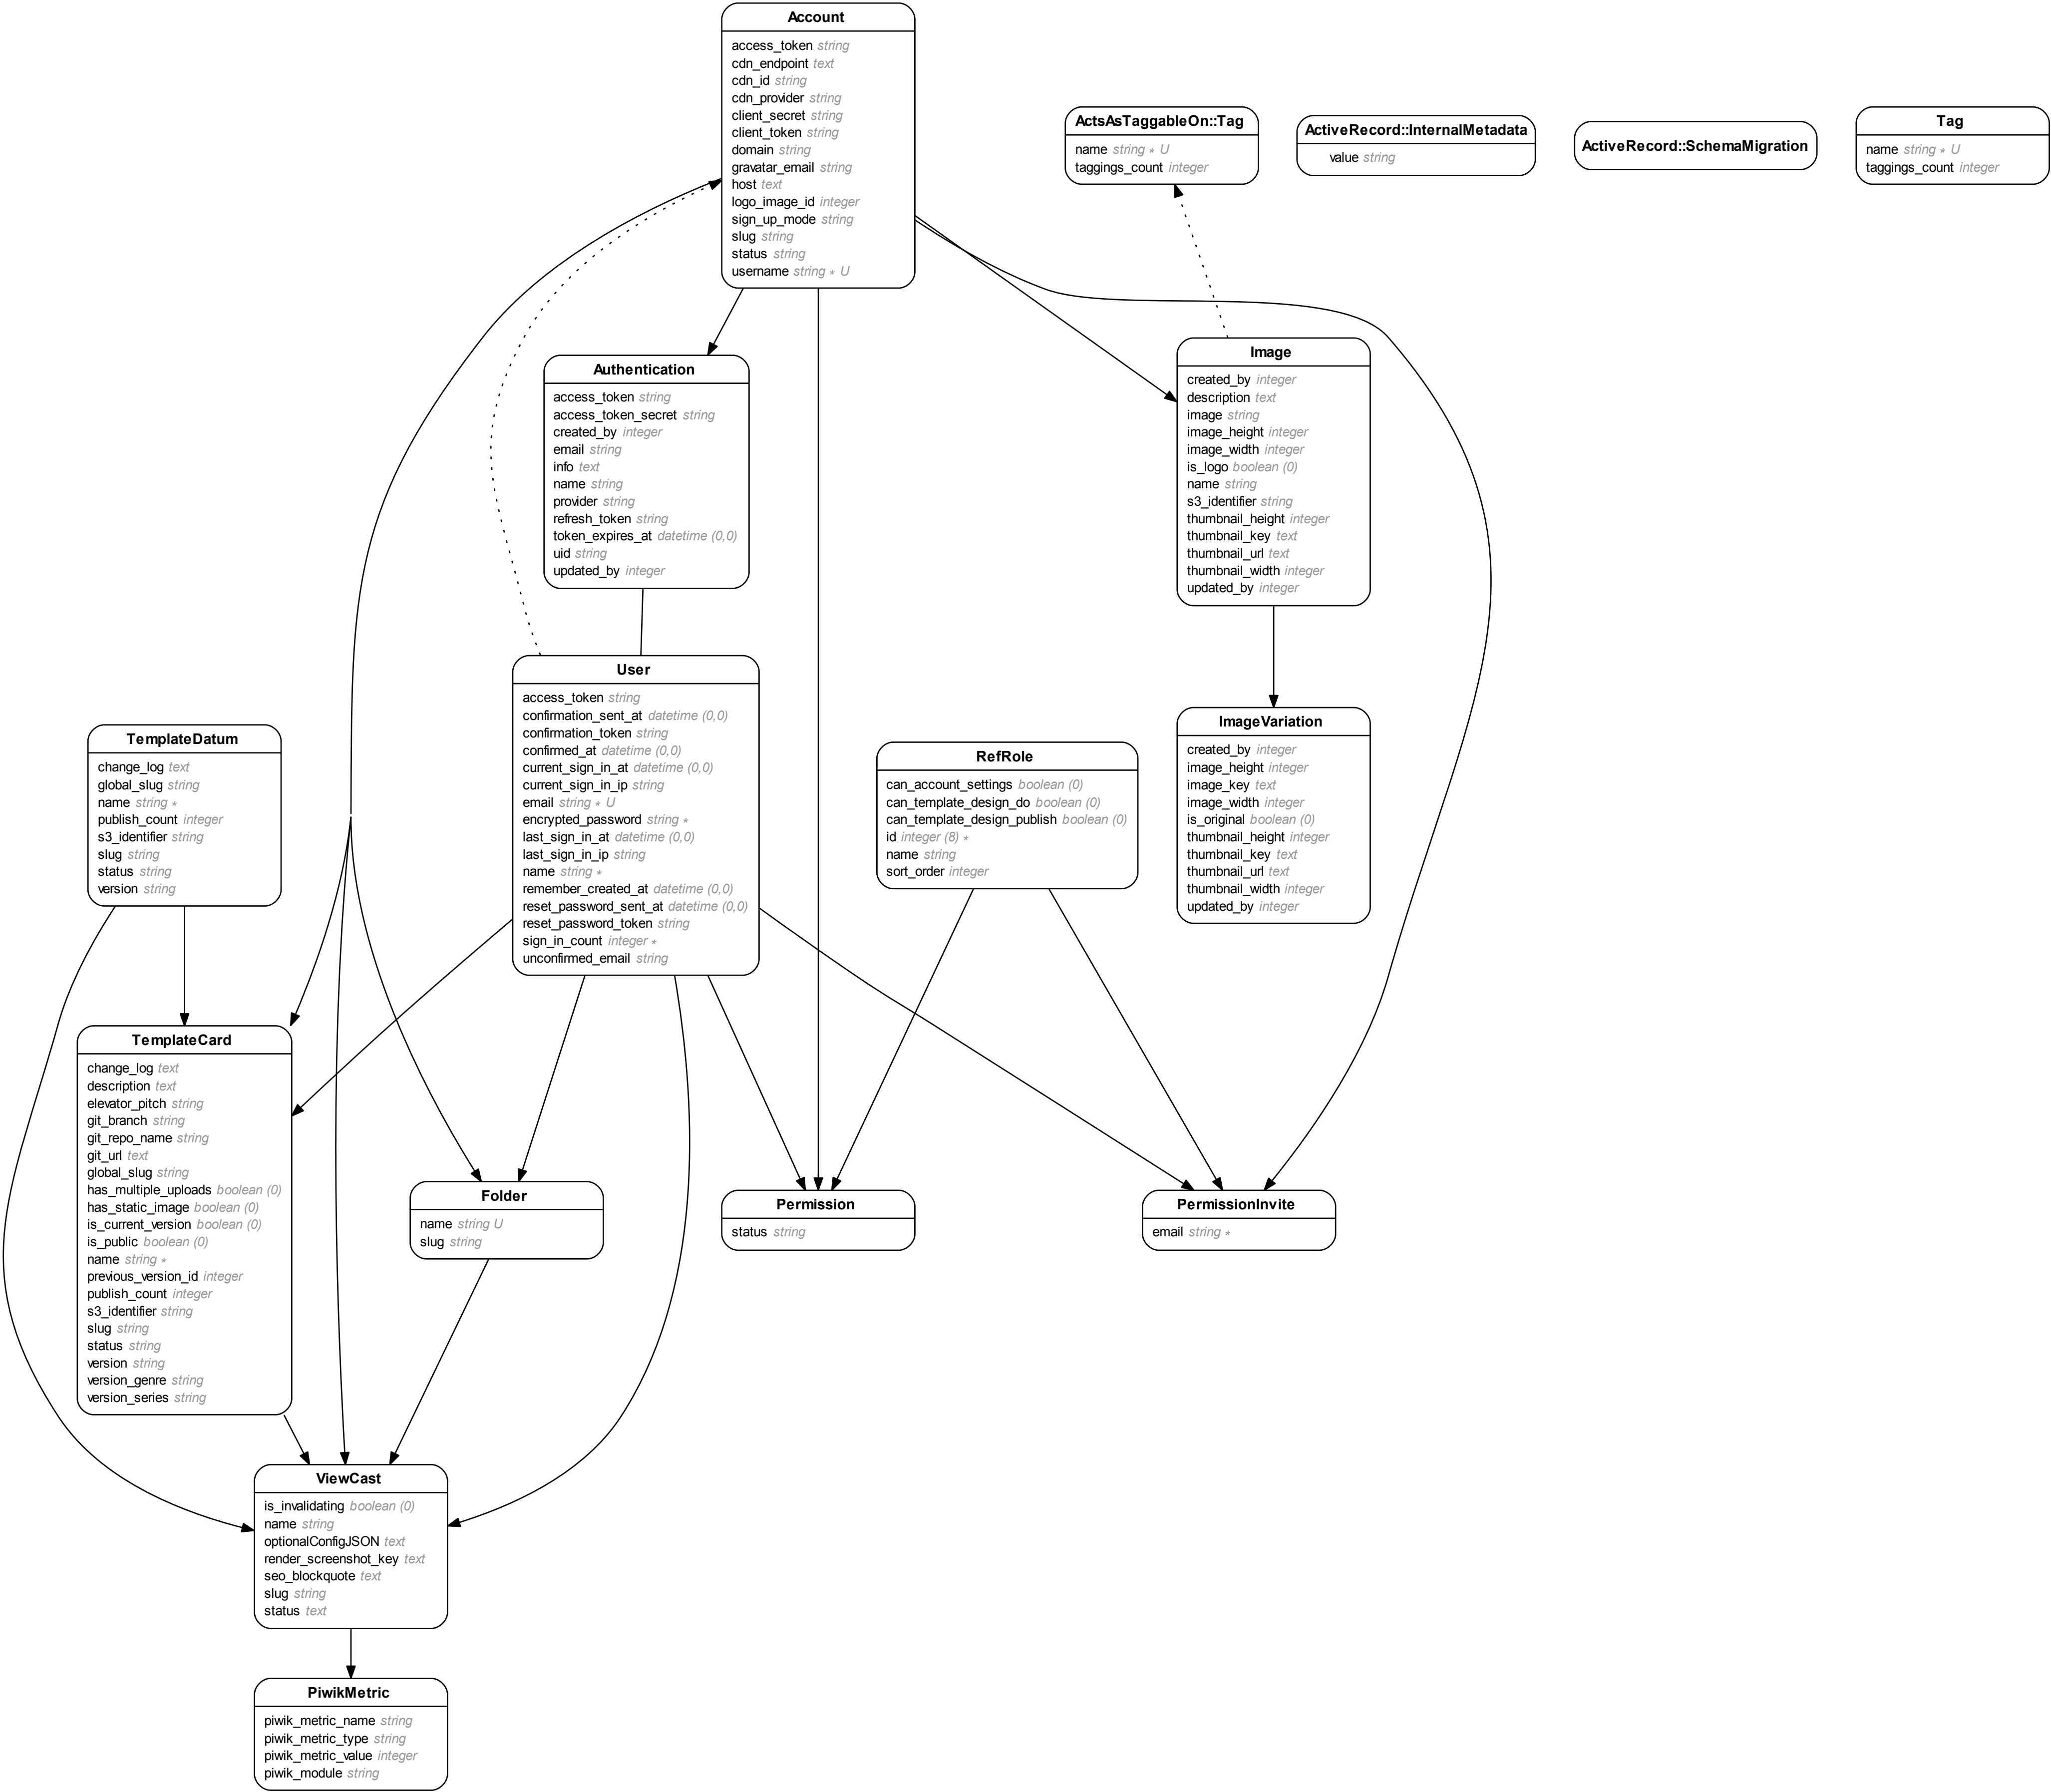 Account
access_token string
cdn_endpoint text
cdn_id string
cdn_provider string
client_secret string
client_token string
domain string
gravatar_email string
host text
logo_image_id integer
sign_up_mode string
slug string
status string
username string ∗ U
ActsAsTaggableOn::Tag
name string ∗ U
taggings_count integer
ActiveRecord::InternalMetadata
value string
ActiveRecord::SchemaMigration
Tag
name string ∗ U
taggings_count integer
Authentication
access_token string
access_token_secret string
created_by integer
email string
info text
name string
provider string
refresh_token string
token_expires_at datetime (0,0)
uid string
updated_by integer
Image
created_by integer
description text
image string
image_height integer
image_width integer
is_logo boolean (0)
name string
s3_identifier string
thumbnail_height integer
thumbnail_key text
thumbnail_url text
thumbnail_width integer
updated_by integer
User
access_token string
confirmation_sent_at datetime (0,0)
confirmation_token string
confirmed_at datetime (0,0)
current_sign_in_at datetime (0,0)
current_sign_in_ip string
email string ∗ U
encrypted_password string ∗
last_sign_in_at datetime (0,0)
last_sign_in_ip string
name string ∗
remember_created_at datetime (0,0)
reset_password_sent_at datetime (0,0)
reset_password_token string
sign_in_count integer ∗
unconfirmed_email string
TemplateDatum
change_log text
global_slug string
name string ∗
publish_count integer
s3_identifier string
slug string
status string
version string
RefRole
can_account_settings boolean (0)
can_template_design_do boolean (0)
can_template_design_publish boolean (0)
id integer (8) ∗
name string
sort_order integer
ImageVariation
created_by integer
image_height integer
image_key text
image_width integer
is_original boolean (0)
thumbnail_height integer
thumbnail_key text
thumbnail_url text
thumbnail_width integer
updated_by integer
TemplateCard
change_log text
description text
elevator_pitch string
git_branch string
git_repo_name string
git_url text
global_slug string
has_multiple_uploads boolean (0)
has_static_image boolean (0)
is_current_version boolean (0)
is_public boolean (0)
name string ∗
previous_version_id integer
publish_count integer
s3_identifier string
slug string
status string
version string
version_genre string
version_series string
Folder
name string U
slug string
Permission
status string
PermissionInvite
email string ∗
ViewCast
is_invalidating boolean (0)
name string
optionalConfigJSON text
render_screenshot_key text
seo_blockquote text
slug string
status text
PiwikMetric
piwik_metric_name string
piwik_metric_type string
piwik_metric_value integer
piwik_module string